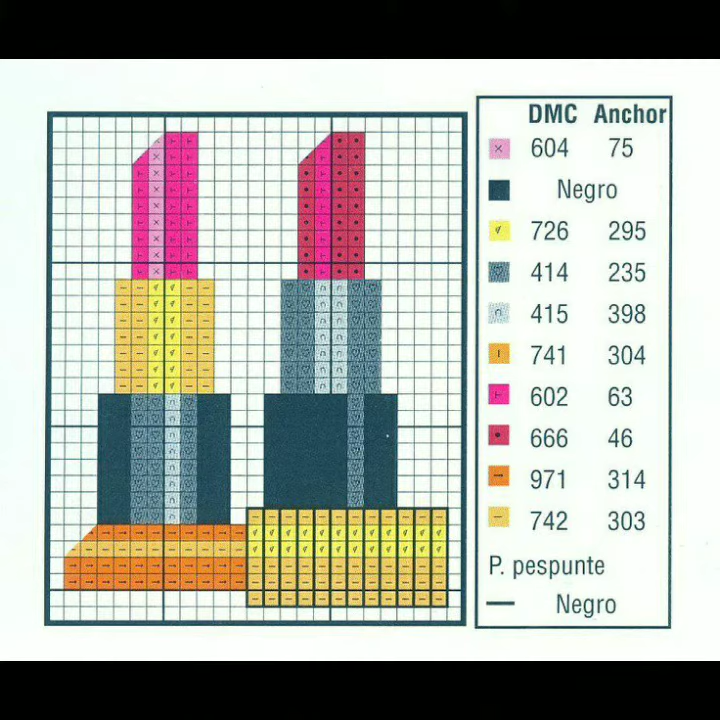 DMC Anchor
604 75
Negro
726 295
414 235
415 398
741 304
602 63
666 46
971 314
742 303
P. pespunte
Negro